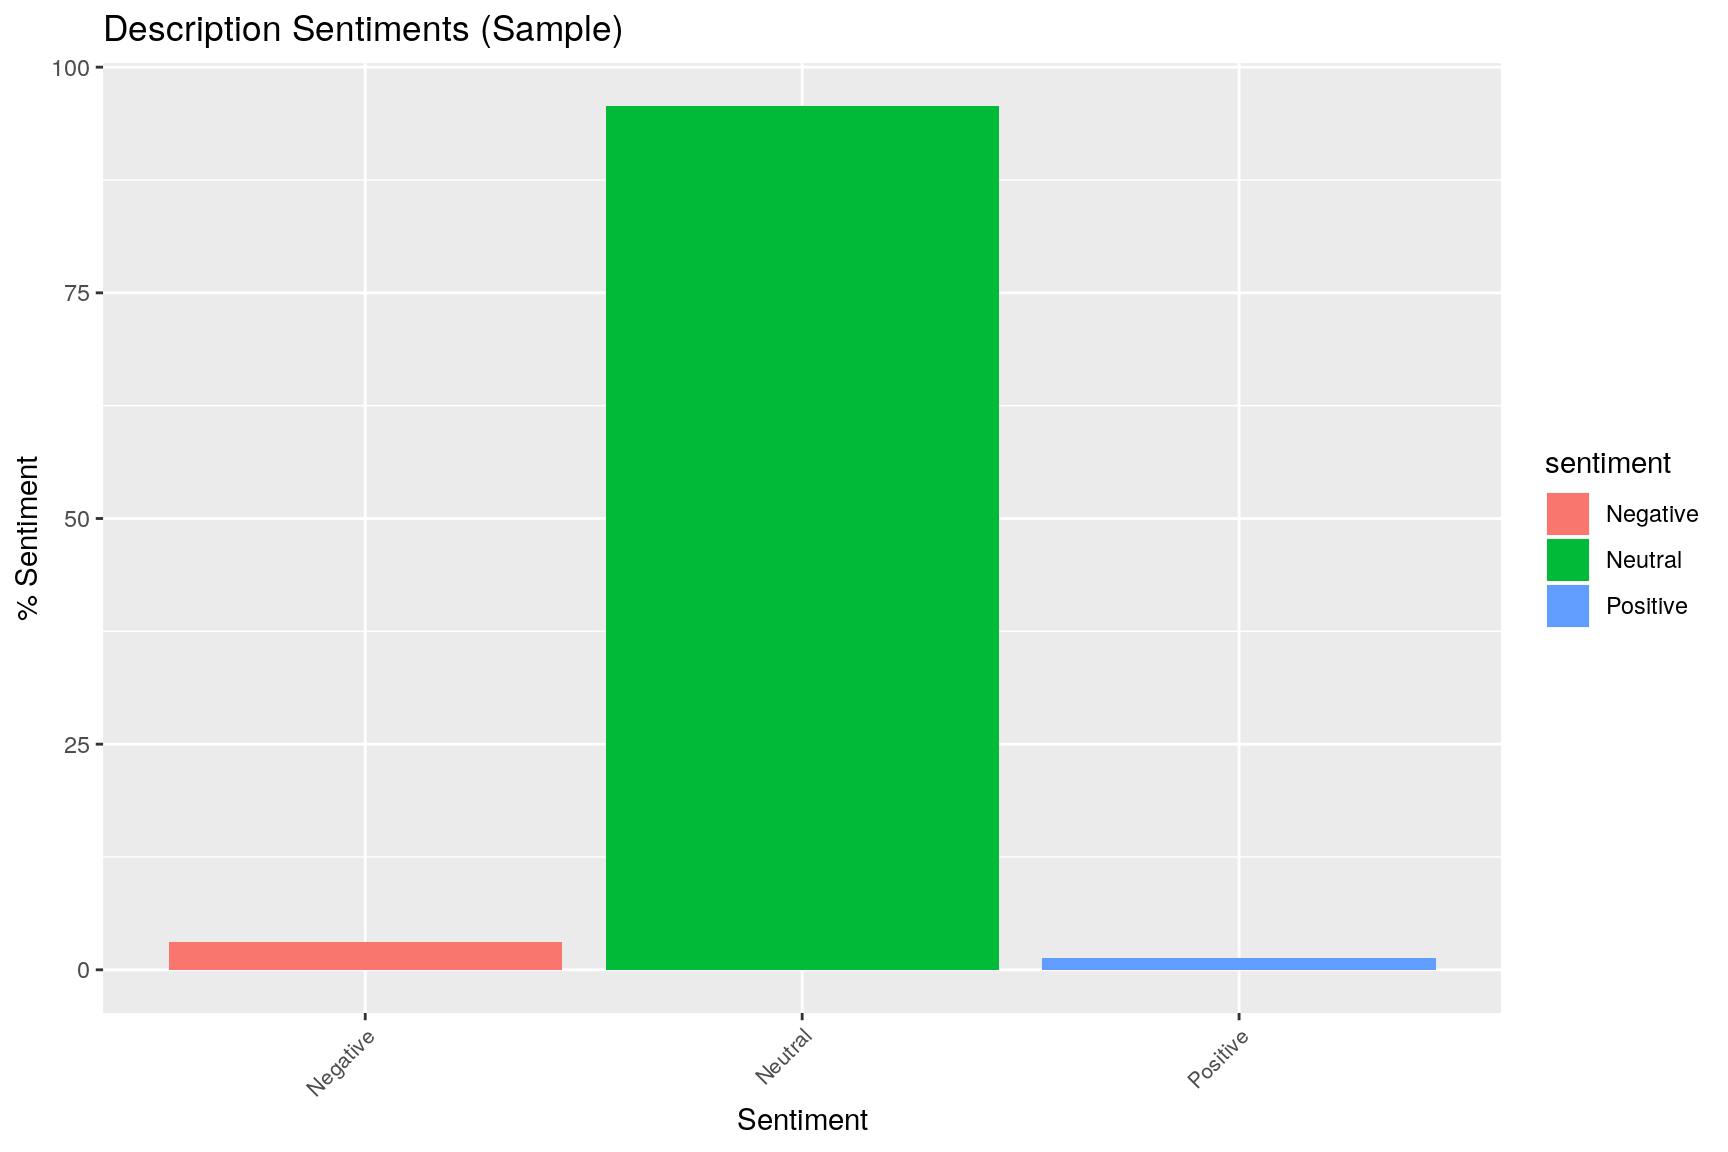 Description Sentiments (Sample)
100
75
50
25
0
% Sentiment
Negative
Neutral
Positive
Sentiment
sentiment
Negative
Neutral
Positive